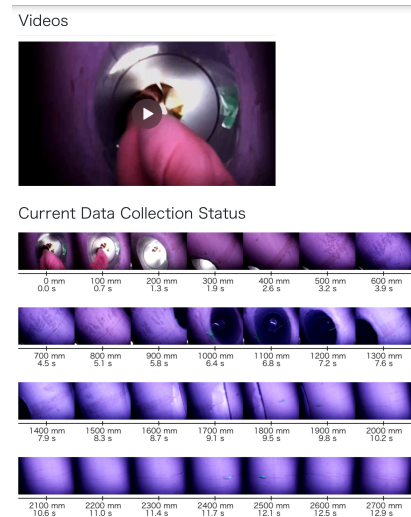 Videos
Current Data Collection Status
0 mm 100 mm 200 mm 300 mm 400 mm 500 mm 600 mm
0.0 s 0.7 s 1.3 s 1.9 s 2.6 s 3.2 s 3.9 s
700 mm 800 mm 900 mm 1000 mm 1100 mm 1200 mm 1300 mm
4.5 s 5.1 s 5.8 s 6.4 s 6.8 s 7.2 s 7.6 s
1400 mm 1500 mm 1600 mm 1700 mm 1800 mm 1900 mm 2000 mm
7.9 s 8.3 s 8.7 s 9.1 s 9.5 s 9.8 s 10.2 s
2100 mm 2200 mm 2300 mm 2400 mm 2500 mm 2600 mm 2700 mm
10.6 s 11.0 s 11.4 s 11.7 s 12.1 s 12.5 s 12.9 s